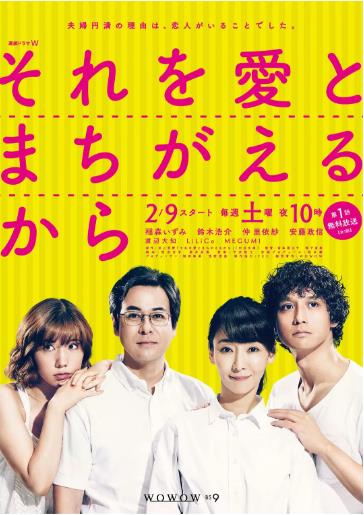 夫婦円満の理由は、恋人がいることでした。
連続ドラマW
それを愛と
まちがえる
から
2/9スタート 毎週土曜 夜10時
第1話
無料放送
稲森いずみ 鈴木浩介 仲里依紗 安藤政信
渡辺大知 LiLiCo MEGUMI
WOWOW BS9